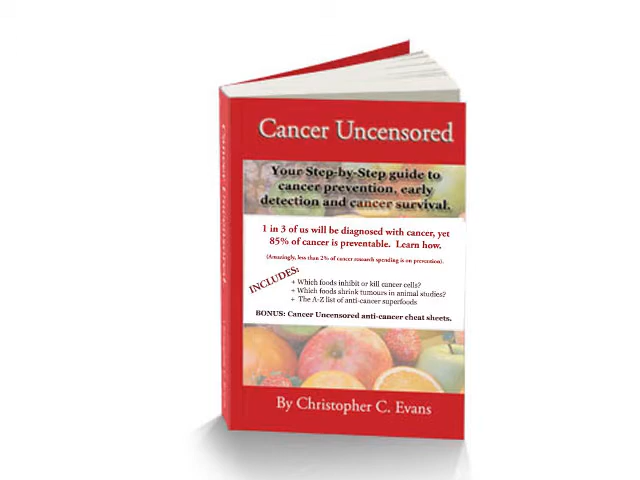 Cancer Uncensored
Cancer Uncensored
Your Step-by-Step guide to
cancer prevention, early
detection and cancer survival.
1 in 3 of us will be diagnosed with cancer, yet
85% of cancer is preventable. Learn how.
(Amazingly, less than 2% of cancer research spending is on prevention).
INCLUDES:
+ Which foods inhibit or kill cancer cells?
+ Which foods shrink tumours in animal studies?
+ The A-Z list of anti-cancer superfoods
BONUS: Cancer Uncensored anti-cancer cheat sheets.
By Christopher C. Evans